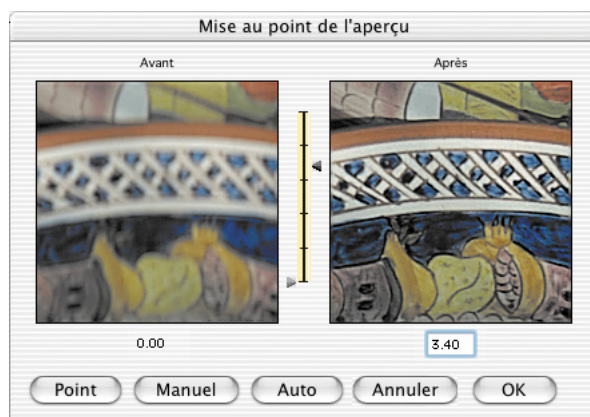 Mise au point de l'aperçu
Avant Après
0.00 3.40
Point Manuel Auto Annuler OK